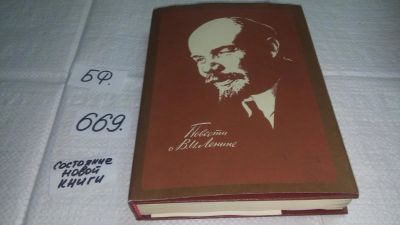 БФ.
669.
состояние
новой
книги
Повести
о В.И.Ленине